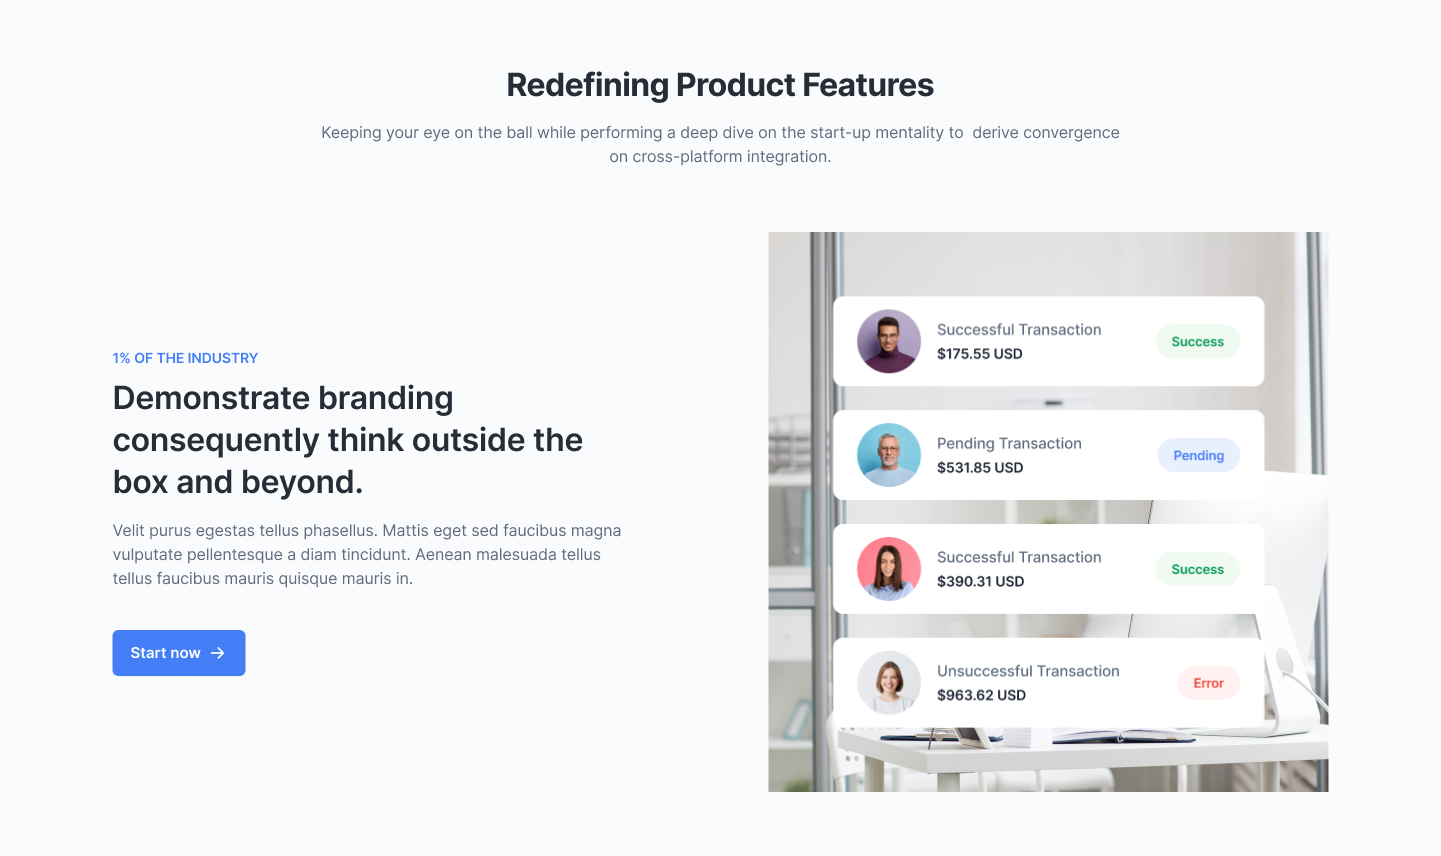 Redefining Product Features
Keeping your eye on the ball while performing a deep dive on the start-up mentality to  derive convergence
on cross-platform integration.
1% OF THE INDUSTRY
Demonstrate branding
consequently think outside the
box and beyond.
Velit purus egestas tellus phasellus. Mattis eget sed faucibus magna
vulputate pellentesque a diam tincidunt. Aenean malesuada tellus
tellus faucibus mauris quisque mauris in.
Start now
Successful Transaction
$175.55 USD
Success
Pending Transaction
$531.85 USD
Pending
Successful Transaction
$390.31 USD
Success
Unsuccessful Transaction
$963.62 USD
Error